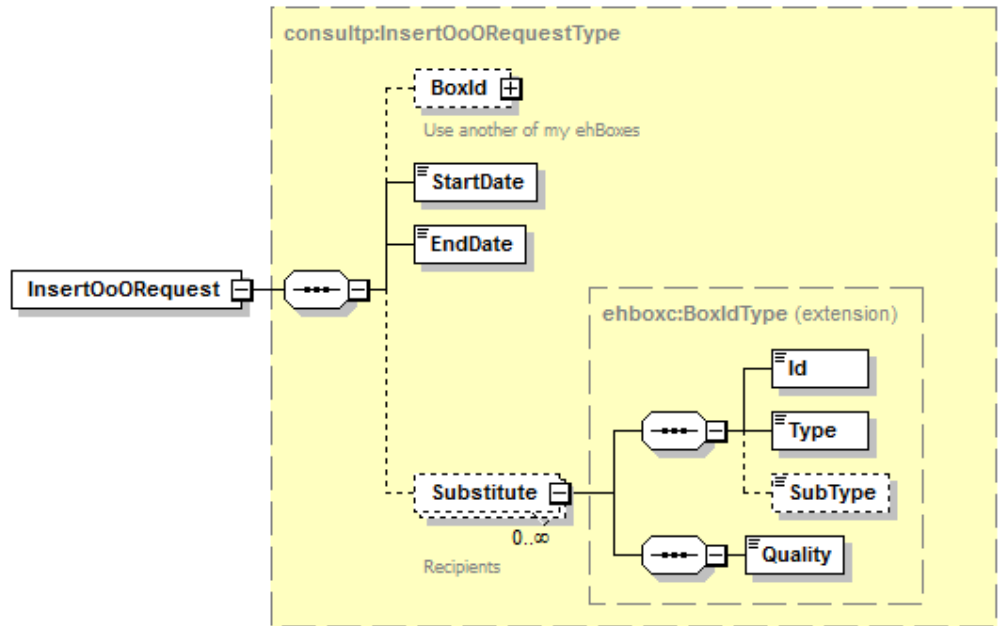 consultp:InsertOoORequestType
BoxId
Use another of my ehBoxes
StartDate
EndDate
InsertOoORequest
ehboxc:BoxIdType (extension)
Id
Type
Substitute
SubType
0..∞
Recipients
Quality